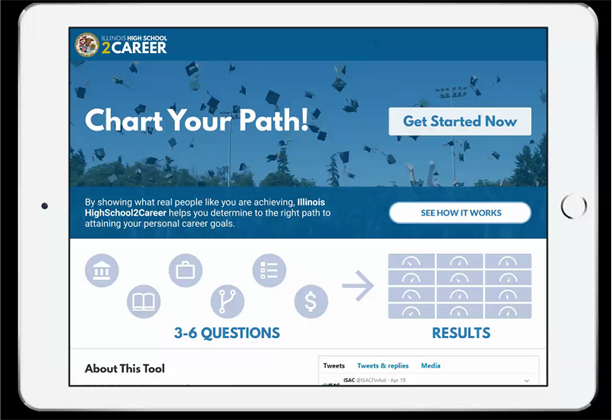 ILLINOIS HIGH SCHOOL
2CAREER
Chart Your Path!
Get Started Now
By showing what real people like you are achieving, Illinois
HighSchool2Career helps you determine to the right path to
attaining your personal career goals.
SEE HOW IT WORKS
$
3-6 QUESTIONS
RESULTS
About This Tool
Tweets Tweets & replies Media
ISAC @ISACFinAid · Apr 19